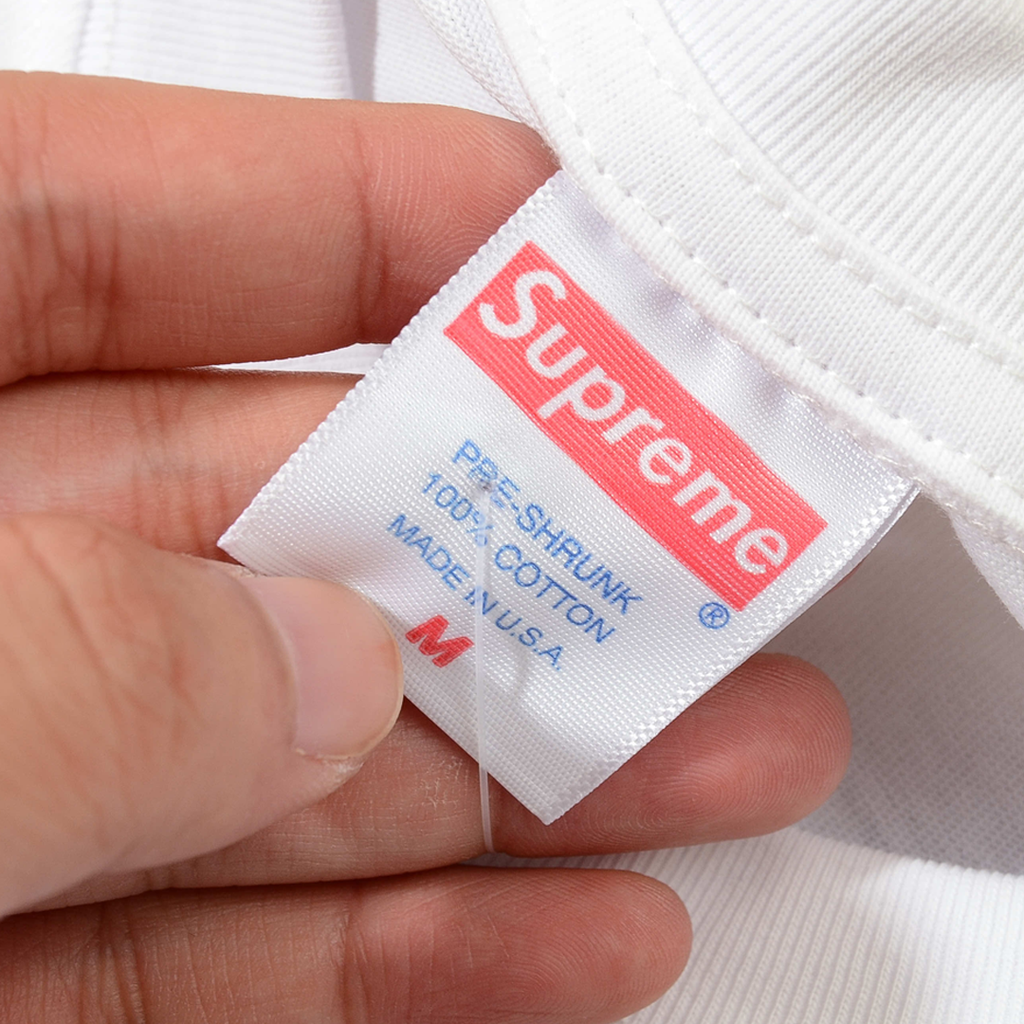 Supreme
®
PRE-SHRUNK
100% COTTON
MADE IN U.S.A.
M